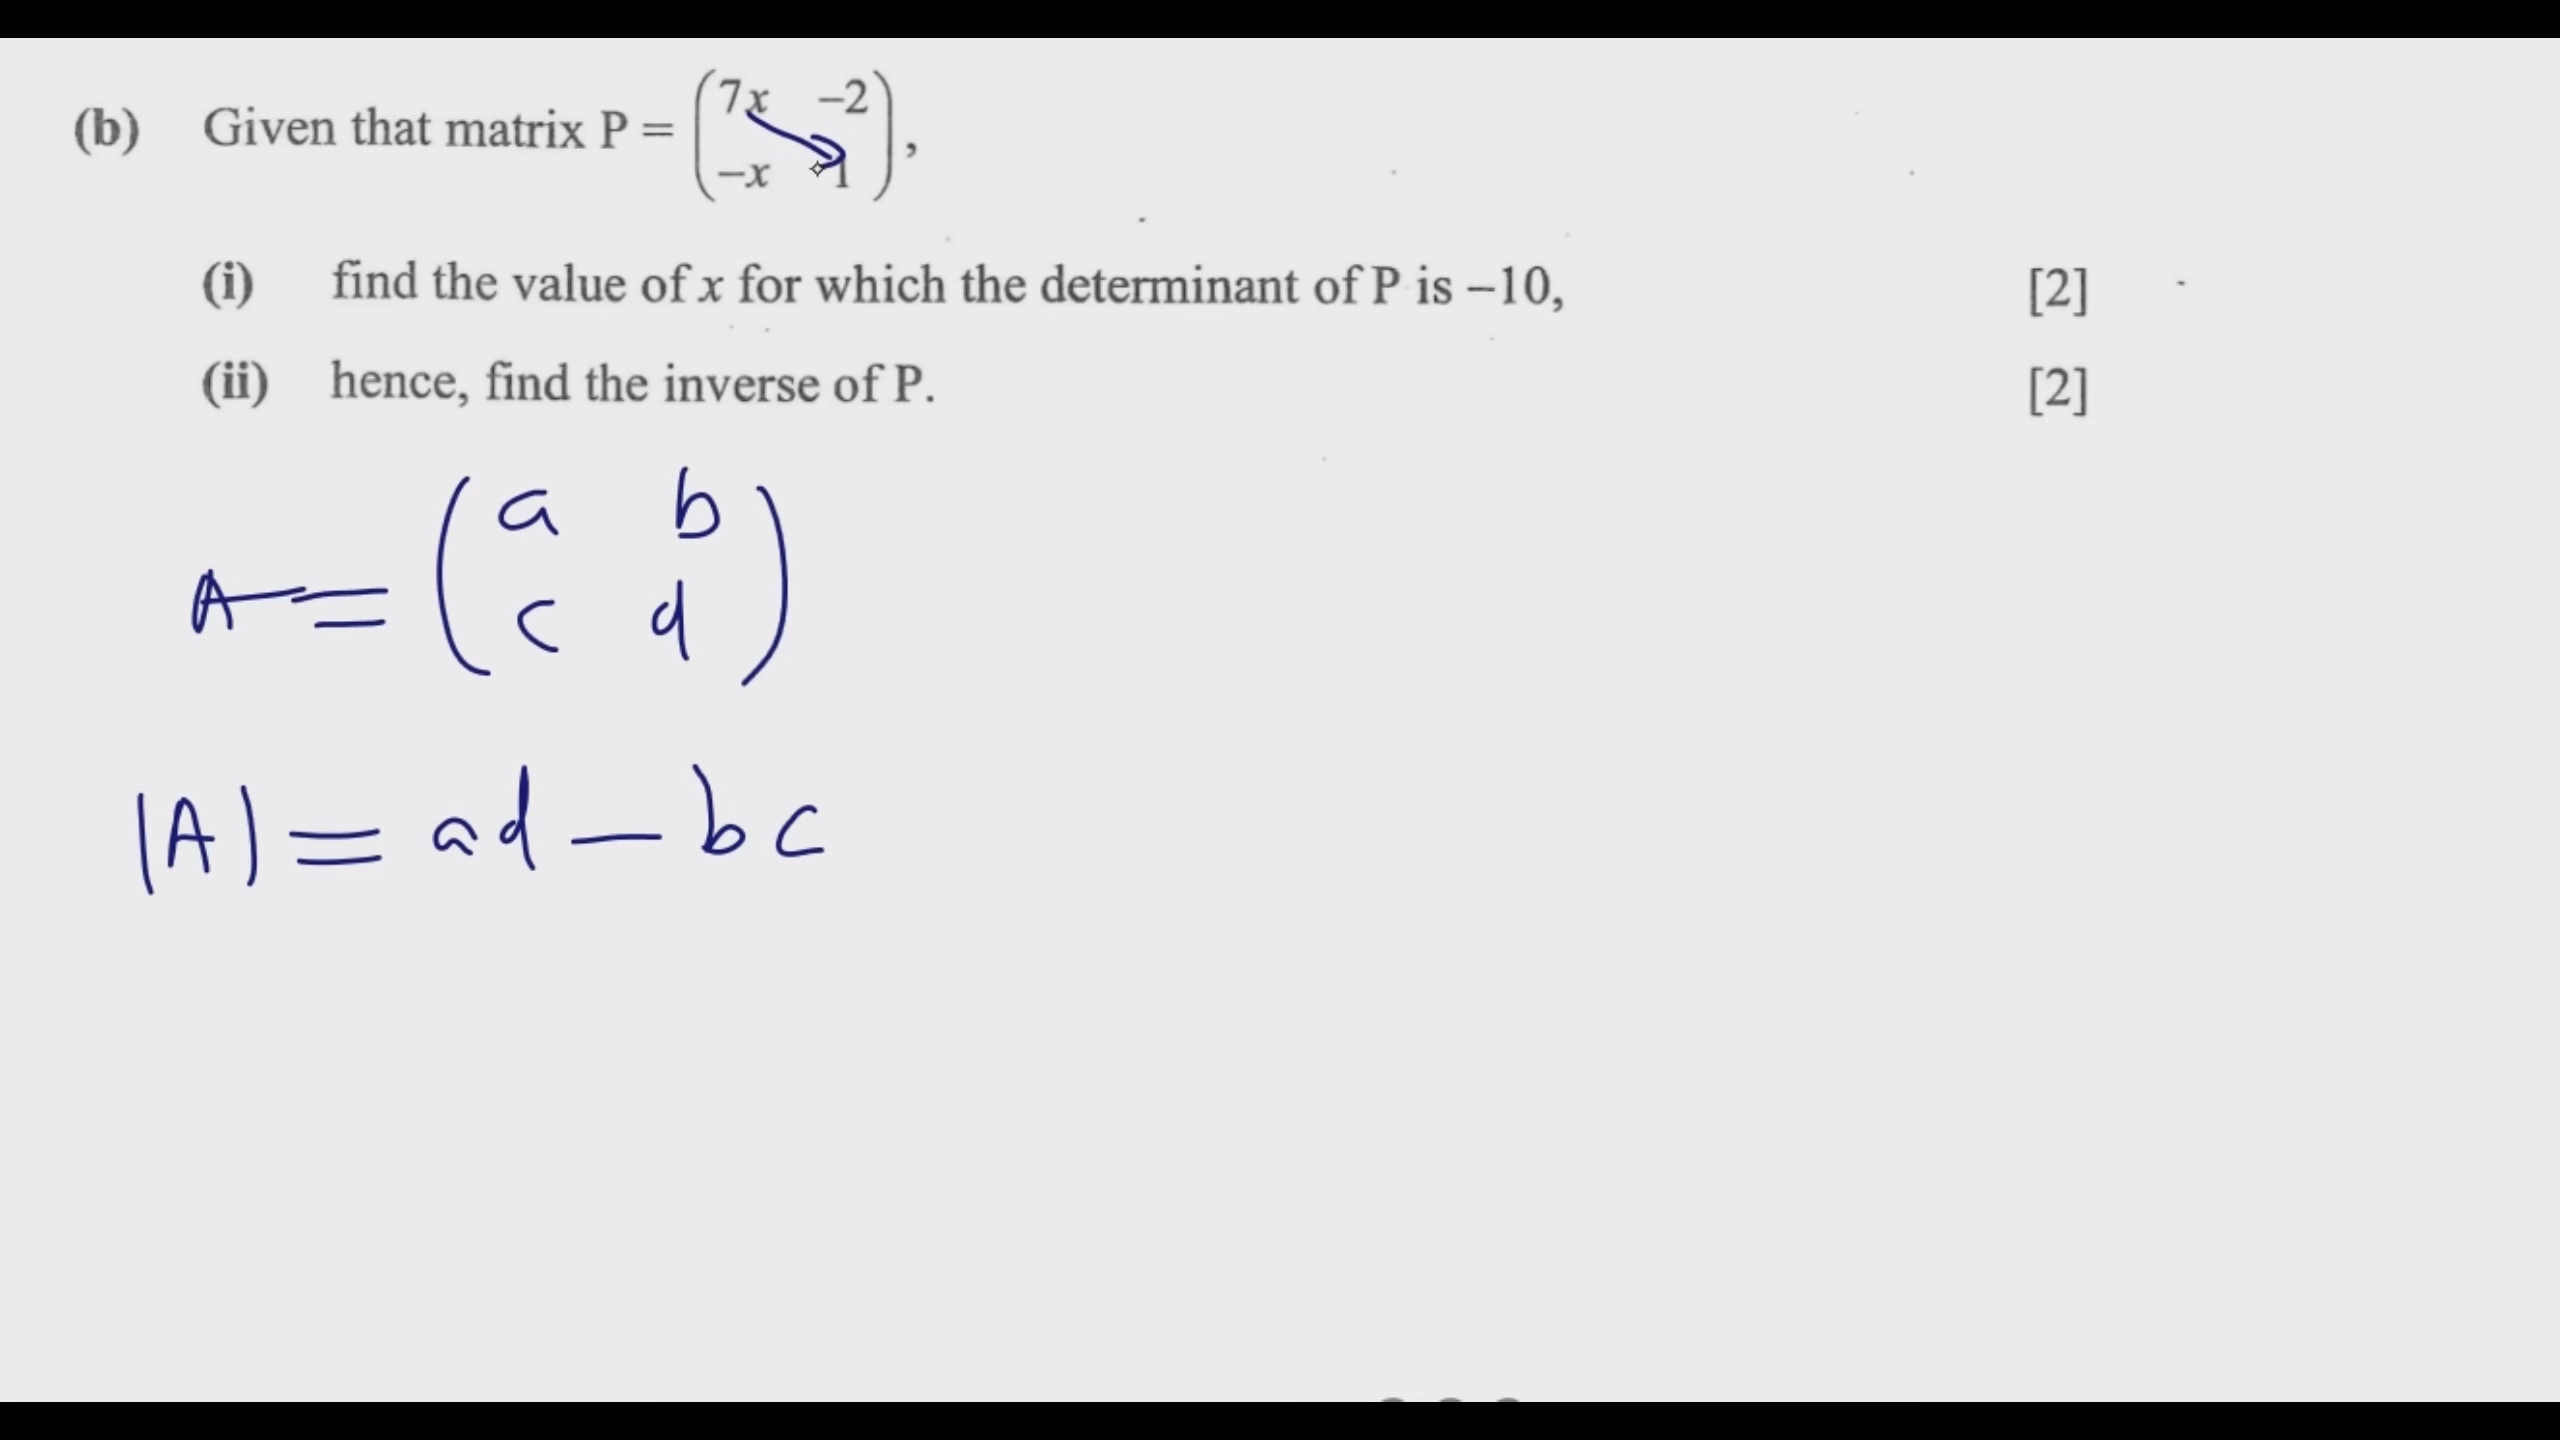 (b) Given that matrix P = (7x −2
−x 1),
(i) find the value of x for which the determinant of P is −10, [2]
(ii) hence, find the inverse of P. [2]
A = (a b
c d)
|A| = ad − bc